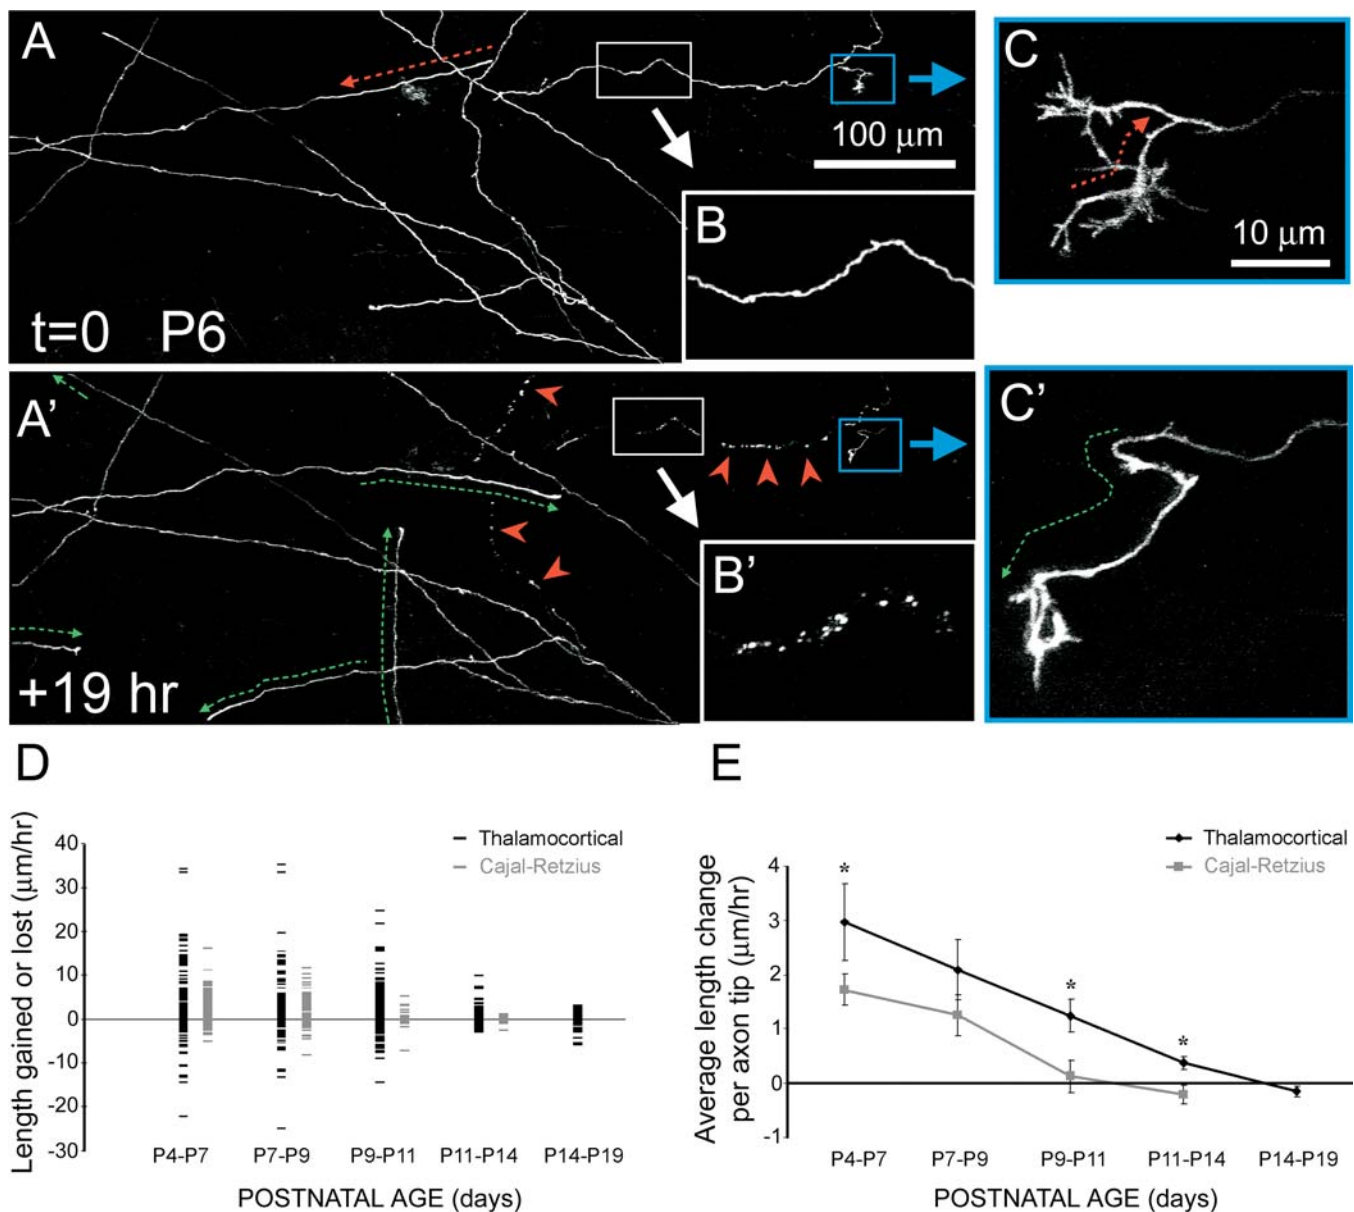 A
100 μm
t=0 P6
B
C
10 μm
A'
+19 hr
B'
C'
D
Length gained or lost (μm/hr)
40
30
20
10
0
-10
-20
-30
Thalamocortical
Cajal-Retzius
P4-P7 P7-P9 P9-P11 P11-P14 P14-P19
POSTNATAL AGE (days)
E
Average length change
per axon tip (μm/hr)
4
3
2
1
0
-1
Thalamocortical
Cajal-Retzius
*
*
*
P4-P7 P7-P9 P9-P11 P11-P14 P14-P19
POSTNATAL AGE (days)